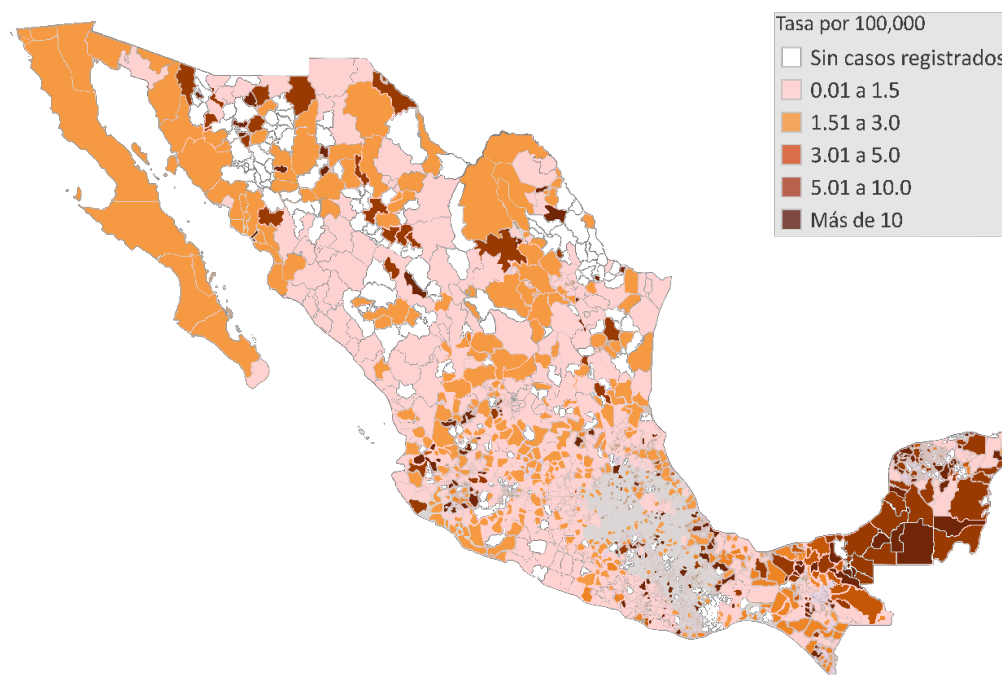 Tasa por 100,000
Sin casos registrados
0.01 a 1.5
1.51 a 3.0
3.01 a 5.0
5.01 a 10.0
Más de 10